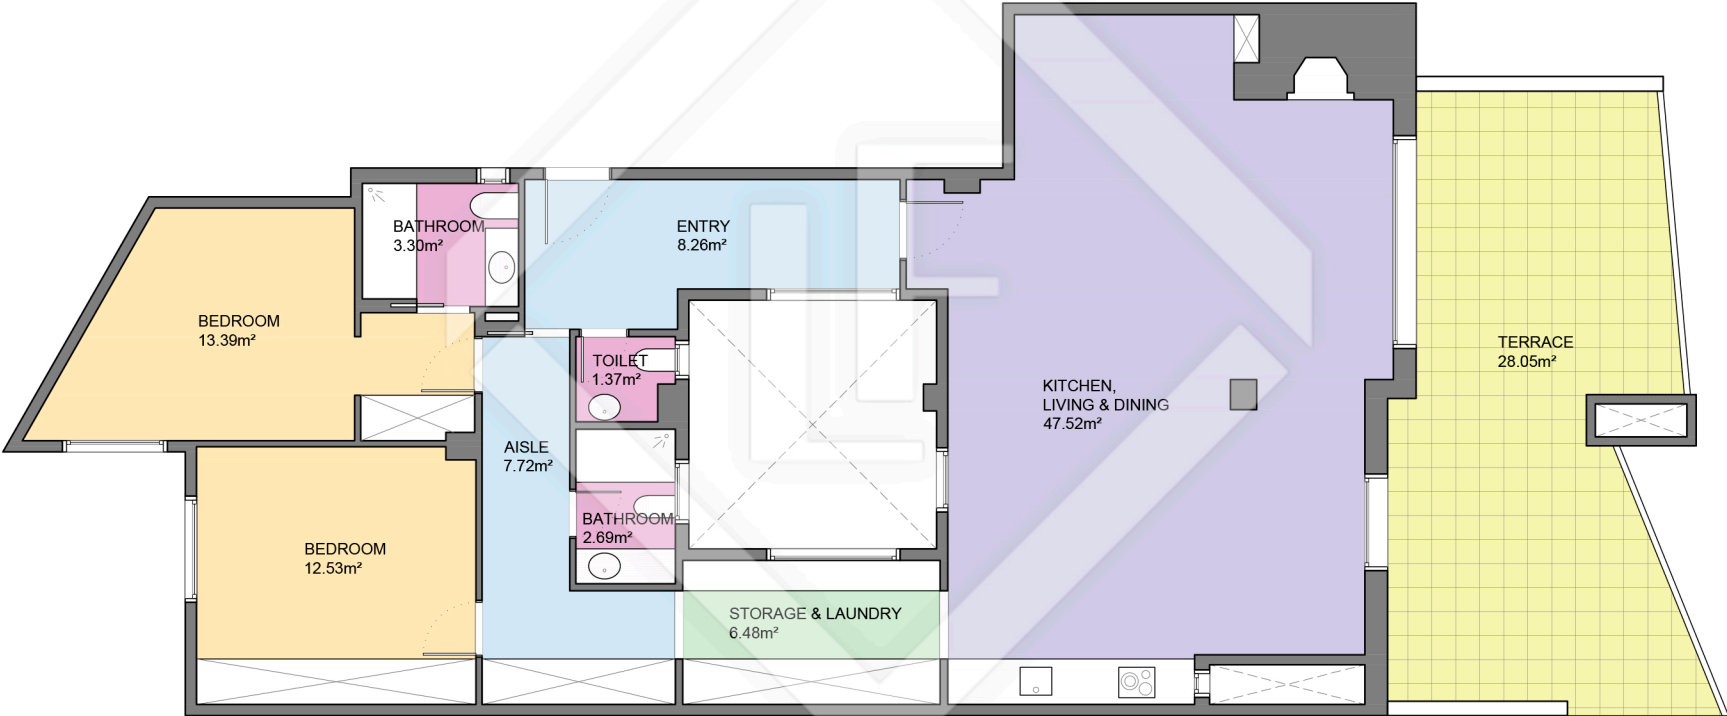 BATHROOM
3.30m²
ENTRY
8.26m²
BEDROOM
13.39m²
TOILET
1.37m²
TERRACE
28.05m²
KITCHEN,
LIVING & DINING
47.52m²
AISLE
7.72m²
BATHROOM
2.69m²
BEDROOM
12.53m²
STORAGE & LAUNDRY
6.48m²